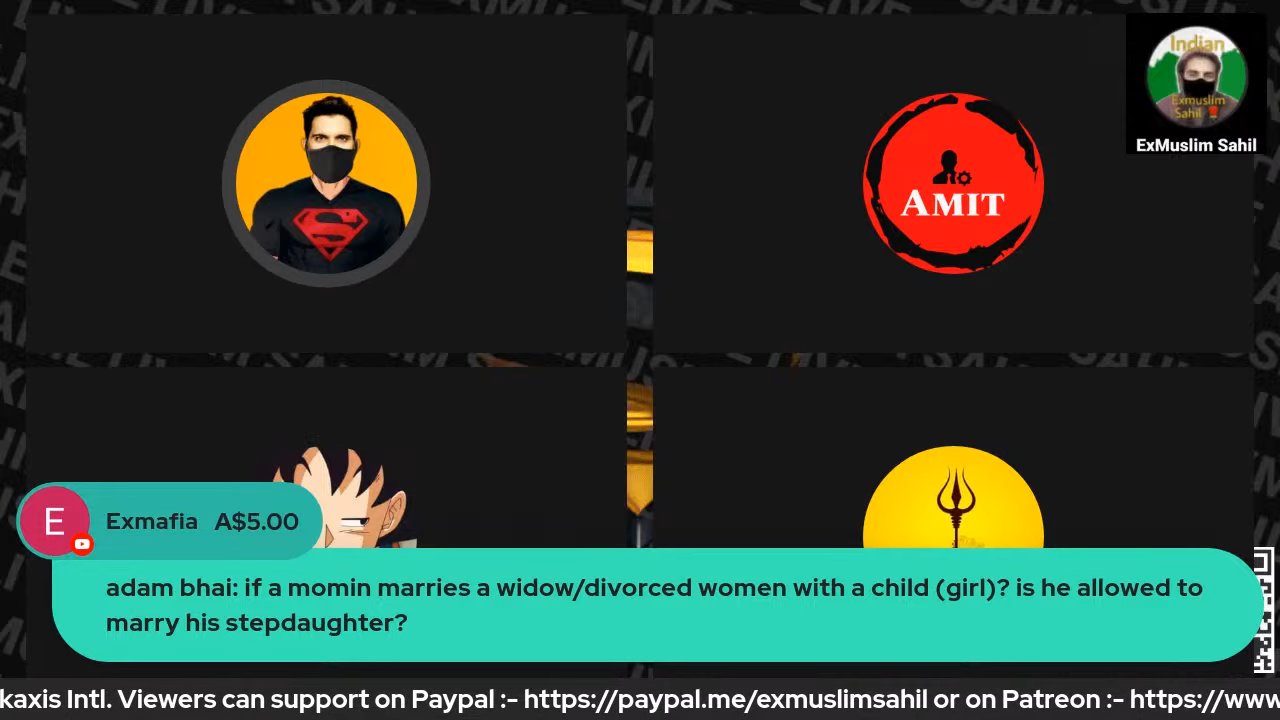 Indian
Exmuslim
Sahil
ExMuslim Sahil
AMIT
E
Exmafia A$5.00
adam bhai: if a momin marries a widow/divorced women with a child (girl)? is he allowed to
marry his stepdaughter?
kaxis Intl. Viewers can support on Paypal :- https://paypal.me/exmuslimsahil or on Patreon :- https://www